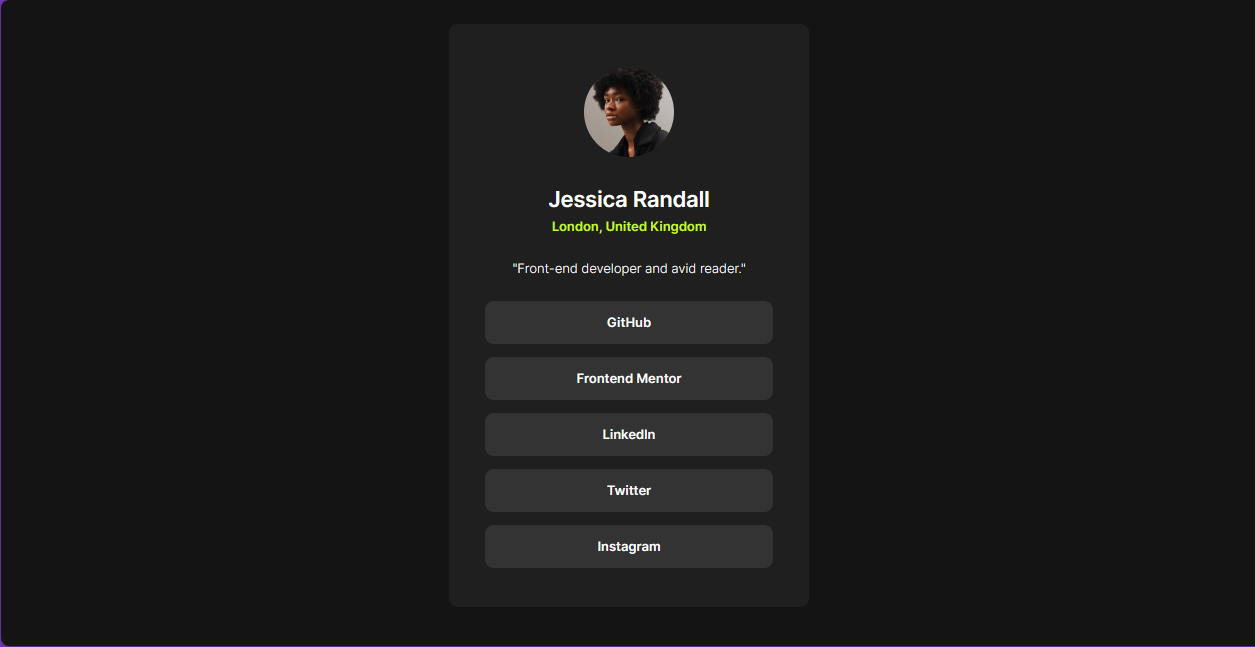 Jessica Randall
London, United Kingdom
"Front-end developer and avid reader."
GitHub
Frontend Mentor
LinkedIn
Twitter
Instagram